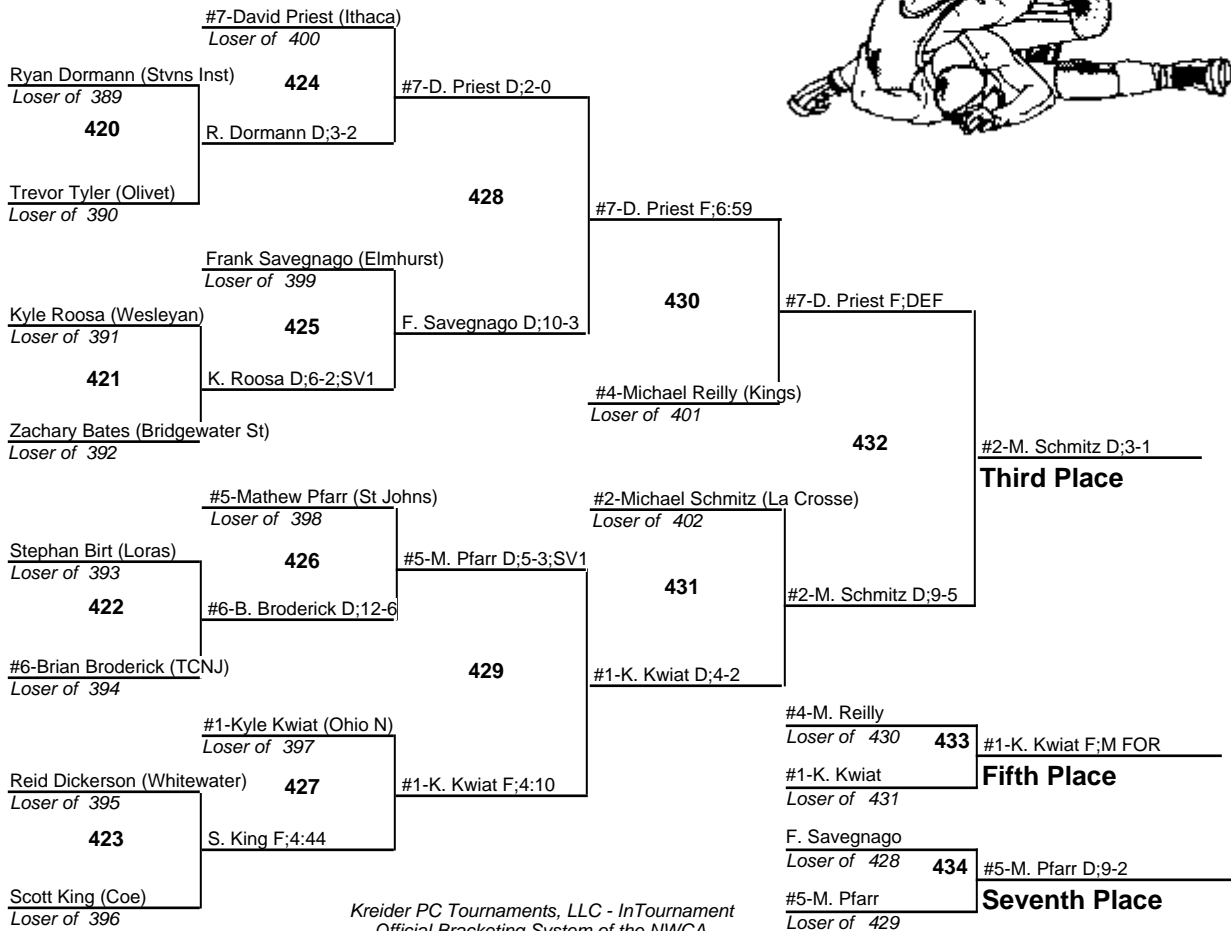 #7-David Priest (Ithaca)
Loser of 400
Ryan Dormann (Stvns Inst)
Loser of 389
424
#7-D. Priest D;2-0
420
R. Dormann D;3-2
Trevor Tyler (Olivet)
Loser of 390
428
#7-D. Priest F;6:59
Frank Savegnago (Elmhurst)
Loser of 399
Kyle Roosa (Wesleyan)
Loser of 391
425
F. Savegnago D;10-3
430
#7-D. Priest F;DEF
421
K. Roosa D;6-2;SV1
#4-Michael Reilly (Kings)
Loser of 401
Zachary Bates (Bridgewater St)
Loser of 392
432
#2-M. Schmitz D;3-1
Third Place
#5-Mathew Pfarr (St Johns)
Loser of 398
#2-Michael Schmitz (La Crosse)
Loser of 402
Stephan Birt (Loras)
Loser of 393
426
#5-M. Pfarr D;5-3;SV1
431
#2-M. Schmitz D;9-5
422
#6-B. Broderick D;12-6
#6-Brian Broderick (TCNJ)
Loser of 394
429
#1-K. Kwiat D;4-2
#1-Kyle Kwiat (Ohio N)
Loser of 397
#4-M. Reilly
Loser of 430
433
#1-K. Kwiat F;M FOR
Fifth Place
#1-K. Kwiat
Loser of 431
Reid Dickerson (Whitewater)
Loser of 395
427
#1-K. Kwiat F;4:10
423
S. King F;4:44
F. Savegnago
Loser of 428
434
#5-M. Pfarr D;9-2
Seventh Place
#5-M. Pfarr
Loser of 429
Scott King (Coe)
Loser of 396
Kreider PC Tournaments, LLC - InTournament
Official Bracketing System of the NWCA